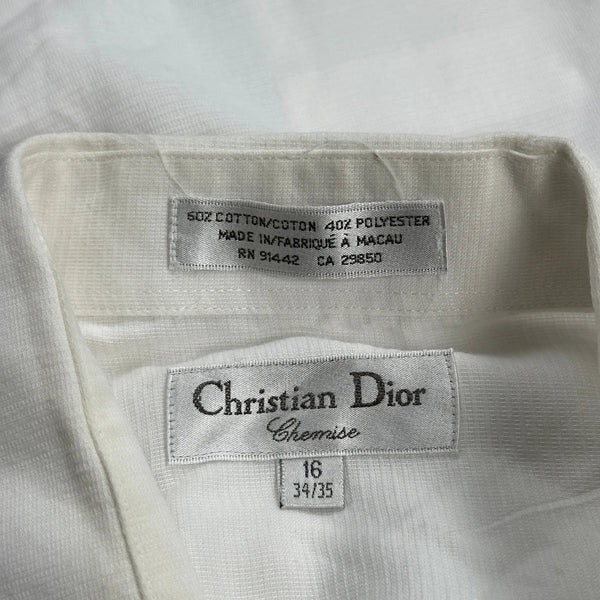 60% COTTON/COTON 40% POLYESTER
MADE IN/FABRIQUÉ À MACAU
RN 91442 CA 29850
Christian Dior
Chemise
16
34/35